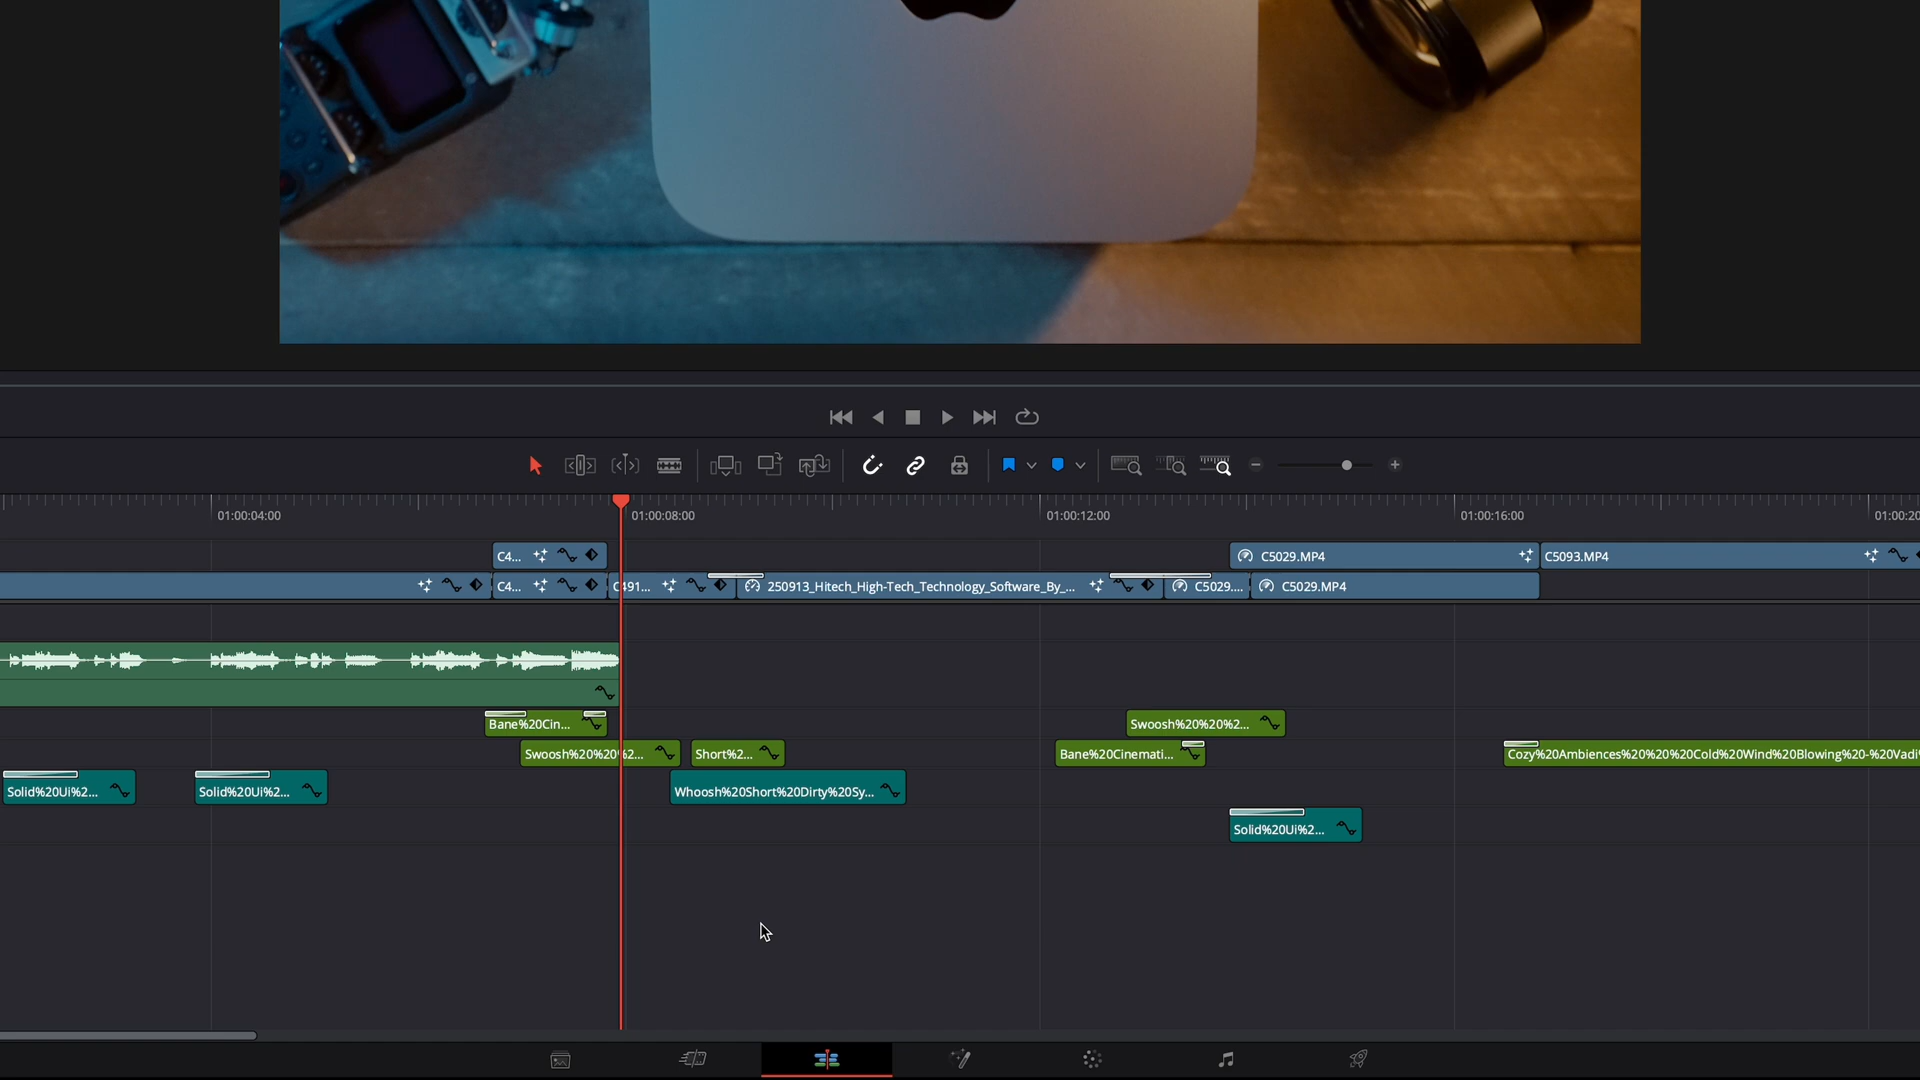 01:00:04:00
01:00:08:00
01:00:12:00
01:00:16:00
01:00:20
C4...
C5029.MP4
C5093.MP4
C4...
C491...
250913_Hitech_High-Tech_Technology_Software_By_...
C5029....
C5029.MP4
Bane%20Cin...
Swoosh%20%20%2...
Swoosh%20%20%2...
Short%2...
Bane%20Cinemati...
Cozy%20Ambiences%20%20%20Cold%20Wind%20Blowing%20-%20Vadi
Solid%20Ui%2...
Solid%20Ui%2...
Whoosh%20Short%20Dirty%20Sy...
Solid%20Ui%2...